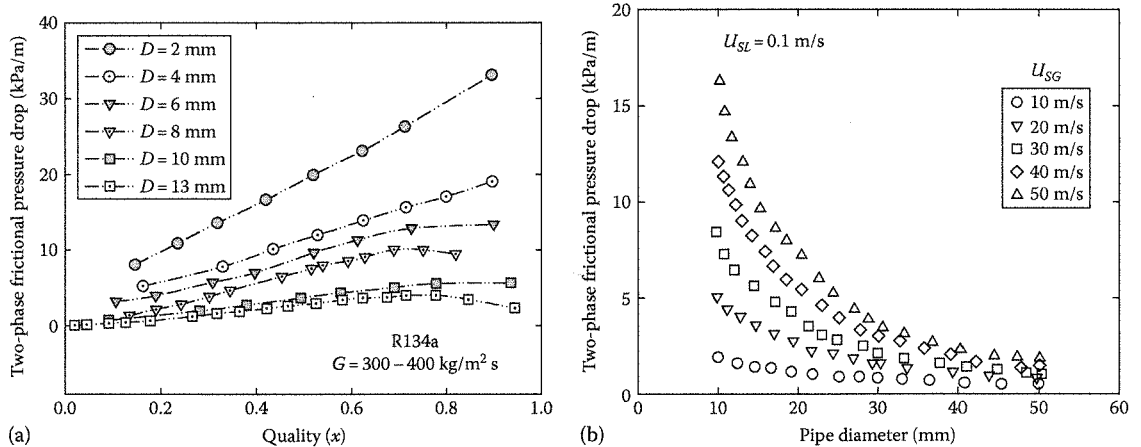 Two-phase frictional pressure drop (kPa/m)
40
30
20
10
0
D = 2 mm
D = 4 mm
D = 6 mm
D = 8 mm
D = 10 mm
D = 13 mm
R134a
G = 300 – 400 kg/m² s
0.0 0.2 0.4 0.6 0.8 1.0
(a)
Quality (x)
Two-phase frictional pressure drop (kPa/m)
20
15
10
5
0
U_SL = 0.1 m/s
U_SG
10 m/s
20 m/s
30 m/s
40 m/s
50 m/s
0 10 20 30 40 50 60
(b)
Pipe diameter (mm)